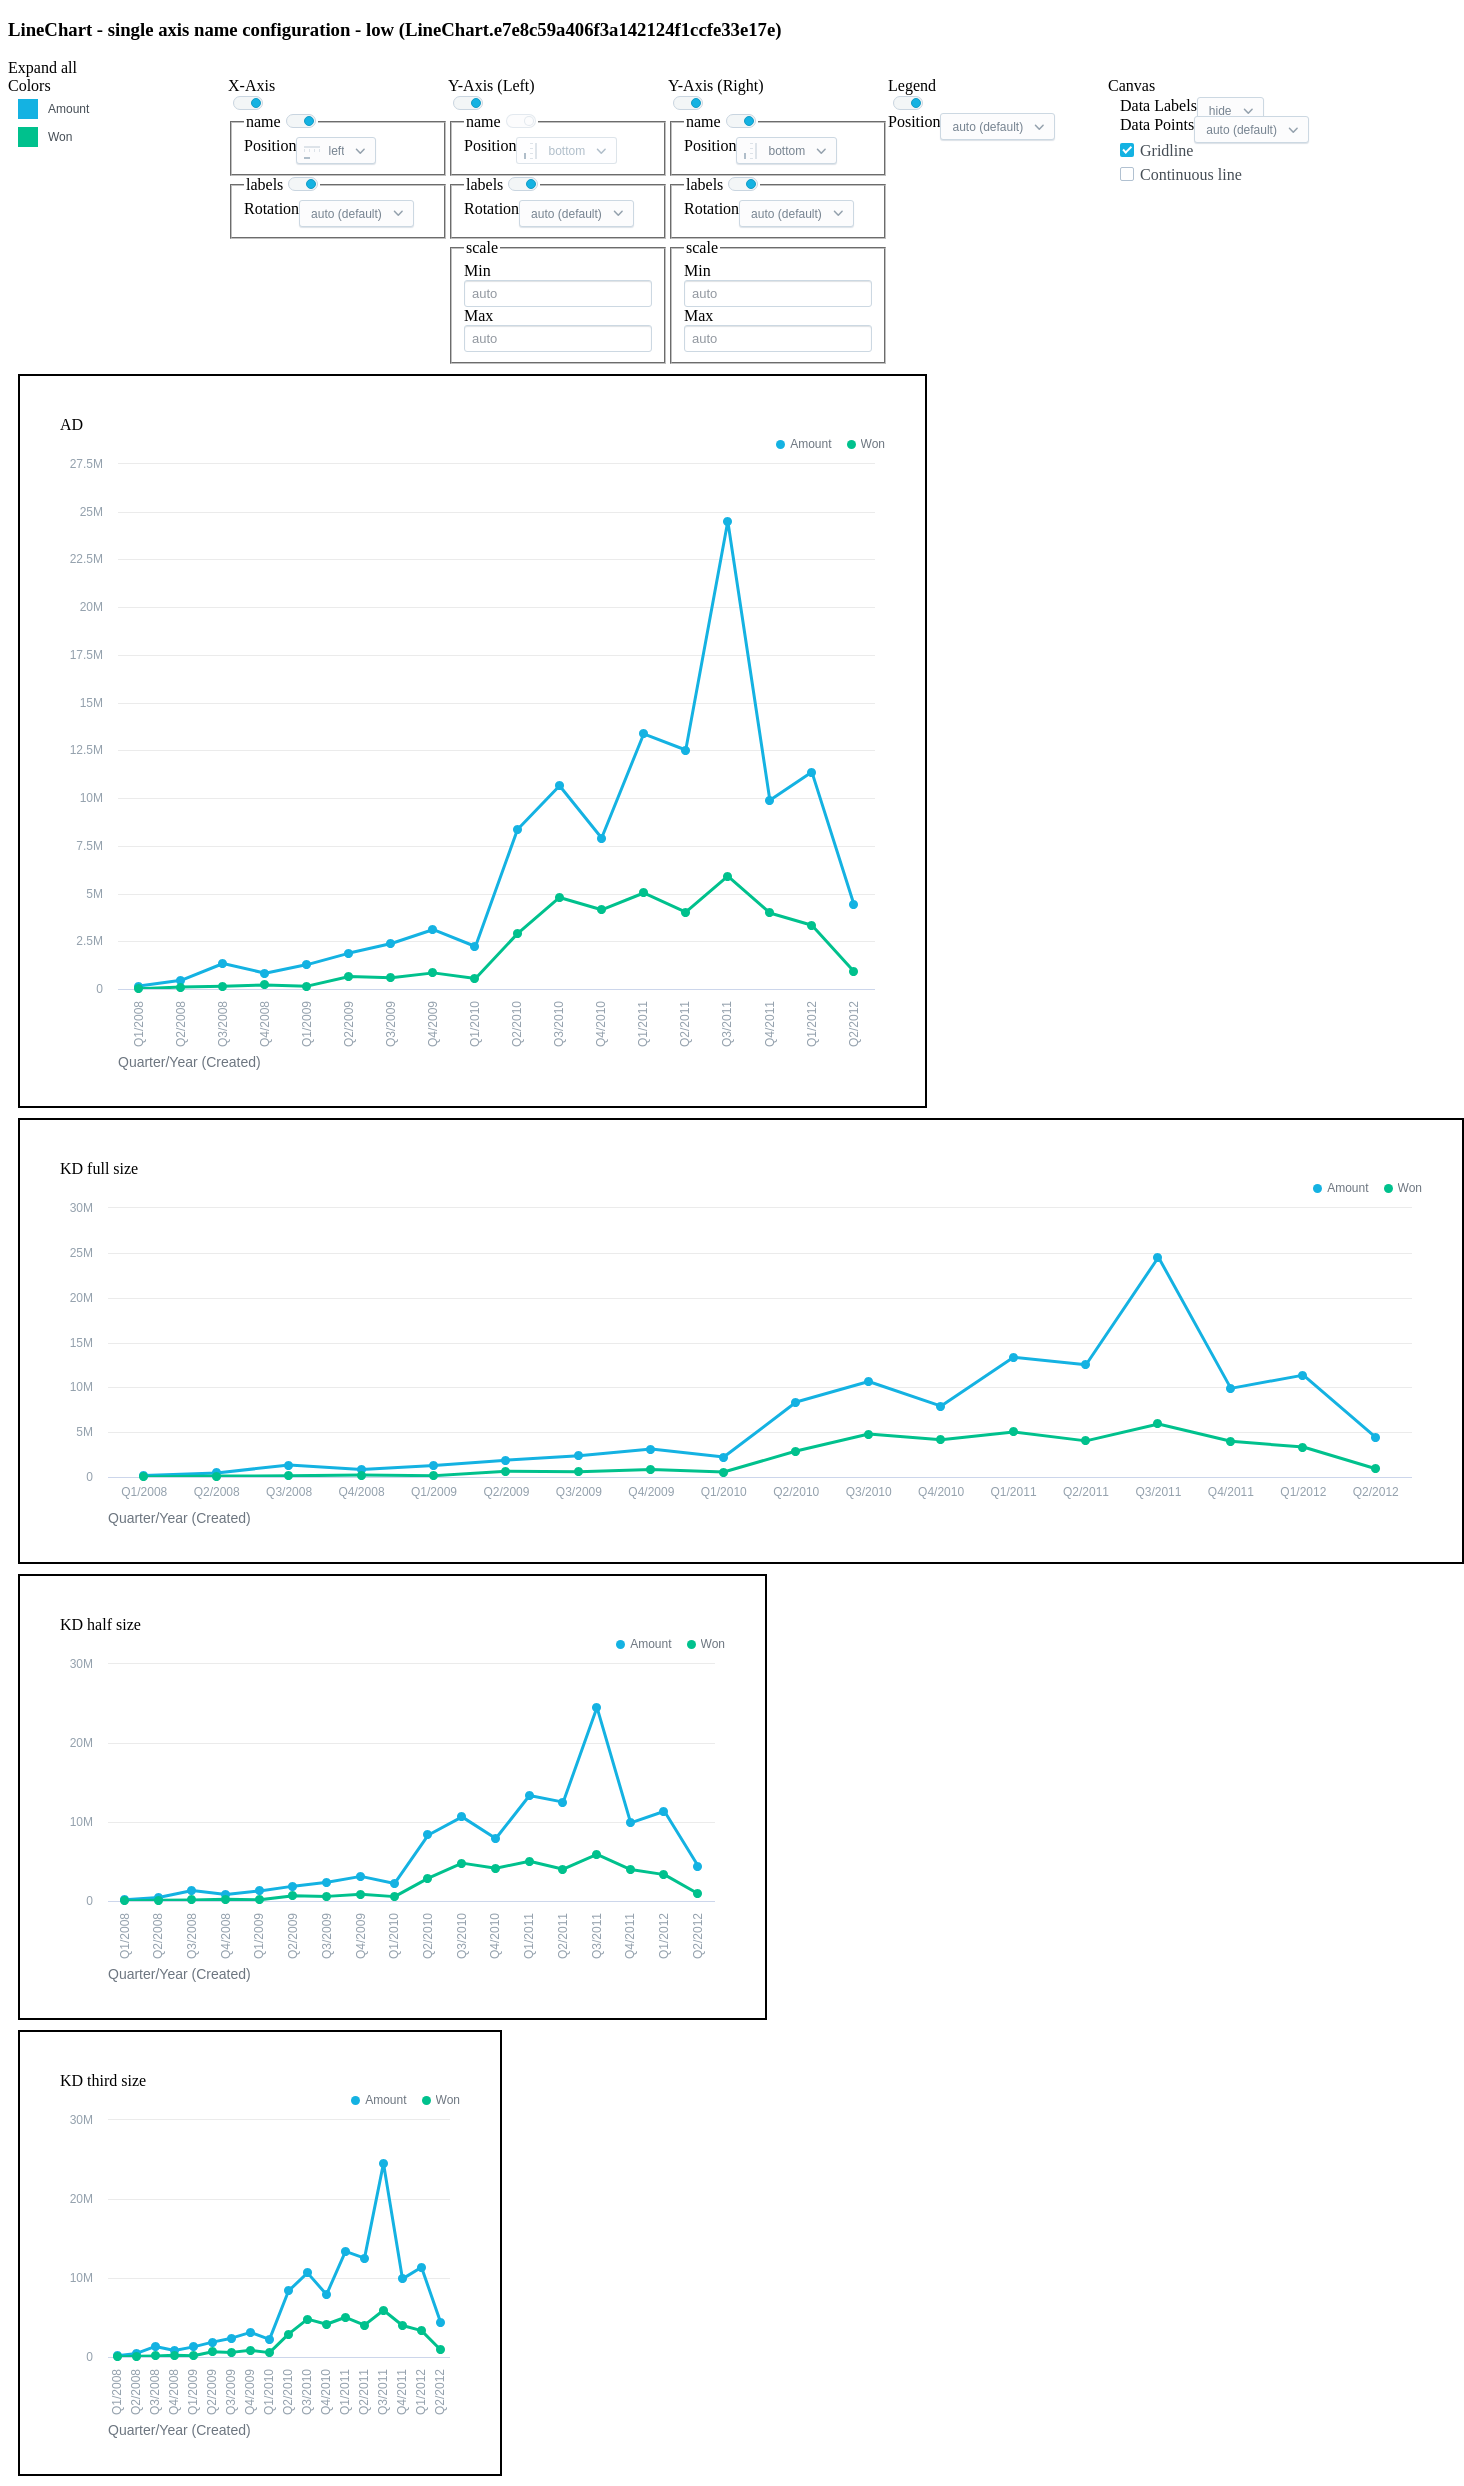 LineChart - single axis name configuration - low (LineChart.e7e8c59a406f3a142124f1ccfe33e17e)
Expand all
Colors
Amount
Won
X-Axis
name
Position left
labels
Rotation auto (default)
Y-Axis (Left)
name
Position bottom
labels
Rotation auto (default)
scale
Min
auto
Max
auto
Y-Axis (Right)
name
Position bottom
labels
Rotation auto (default)
scale
Min
auto
Max
auto
Legend
Position auto (default)
Canvas
Data Labels hide
Data Points auto (default)
Gridline
Continuous line
AD
Amount Won
27.5M
25M
22.5M
20M
17.5M
15M
12.5M
10M
7.5M
5M
2.5M
0
Q1/2008 Q2/2008 Q3/2008 Q4/2008 Q1/2009 Q2/2009 Q3/2009 Q4/2009 Q1/2010 Q2/2010 Q3/2010 Q4/2010 Q1/2011 Q2/2011 Q3/2011 Q4/2011 Q1/2012 Q2/2012
Quarter/Year (Created)
KD full size
Amount Won
30M
25M
20M
15M
10M
5M
0
Q1/2008 Q2/2008 Q3/2008 Q4/2008 Q1/2009 Q2/2009 Q3/2009 Q4/2009 Q1/2010 Q2/2010 Q3/2010 Q4/2010 Q1/2011 Q2/2011 Q3/2011 Q4/2011 Q1/2012 Q2/2012
Quarter/Year (Created)
KD half size
Amount Won
30M
20M
10M
0
Q1/2008 Q2/2008 Q3/2008 Q4/2008 Q1/2009 Q2/2009 Q3/2009 Q4/2009 Q1/2010 Q2/2010 Q3/2010 Q4/2010 Q1/2011 Q2/2011 Q3/2011 Q4/2011 Q1/2012 Q2/2012
Quarter/Year (Created)
KD third size
Amount Won
30M
20M
10M
0
Q1/2008 Q2/2008 Q3/2008 Q4/2008 Q1/2009 Q2/2009 Q3/2009 Q4/2009 Q1/2010 Q2/2010 Q3/2010 Q4/2010 Q1/2011 Q2/2011 Q3/2011 Q4/2011 Q1/2012 Q2/2012
Quarter/Year (Created)